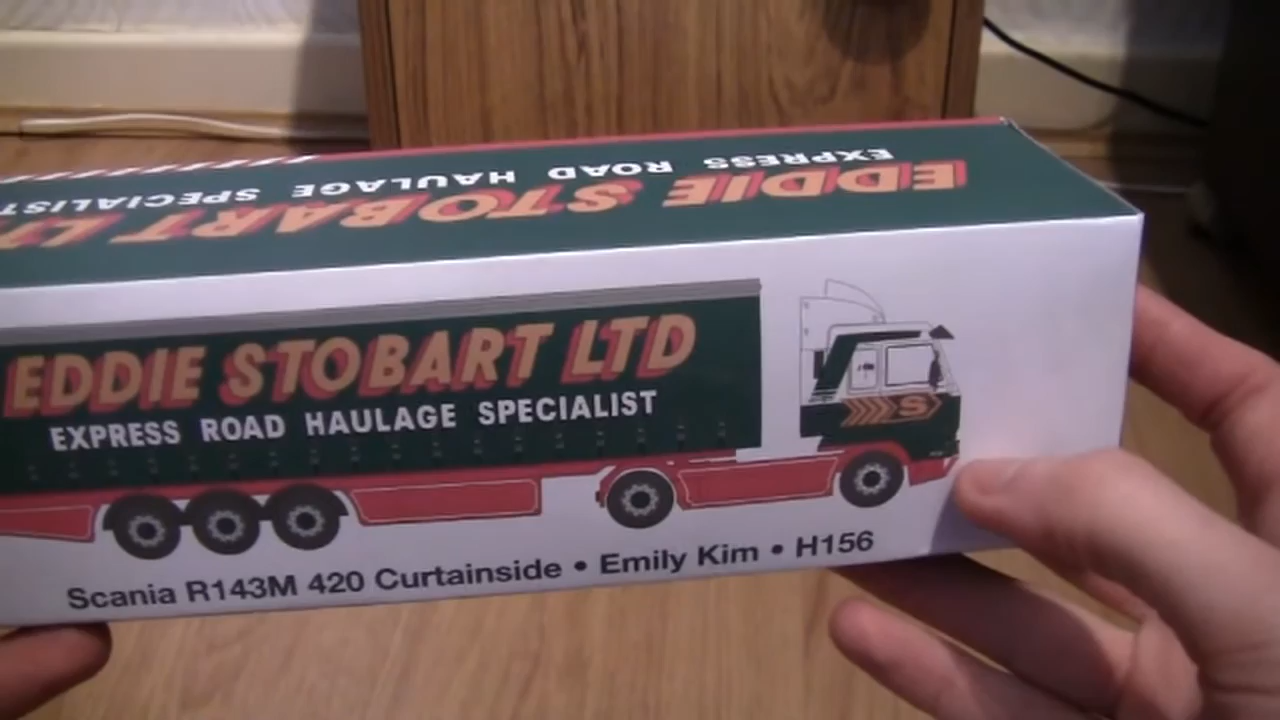 EXPRESS ROAD HAULAGE SPECIALIST
EDDIE STOBART LT
EDDIE STOBART LTD
EXPRESS ROAD HAULAGE SPECIALIST
S
Scania R143M 420 Curtainside • Emily Kim • H156